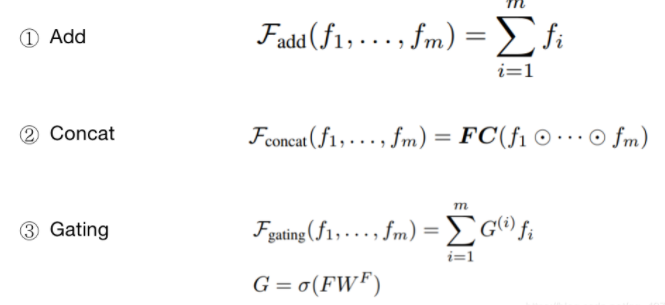 ① Add F_add(f_1, . . . , f_m) = \sum_{i=1}^{m} f_i
② Concat F_concat(f_1, . . . , f_m) = FC(f_1 ⊙ · · · ⊙ f_m)
③ Gating F_gating(f_1, . . . , f_m) = \sum_{i=1}^{m} G^{(i)} f_i
G = σ(FW^F)